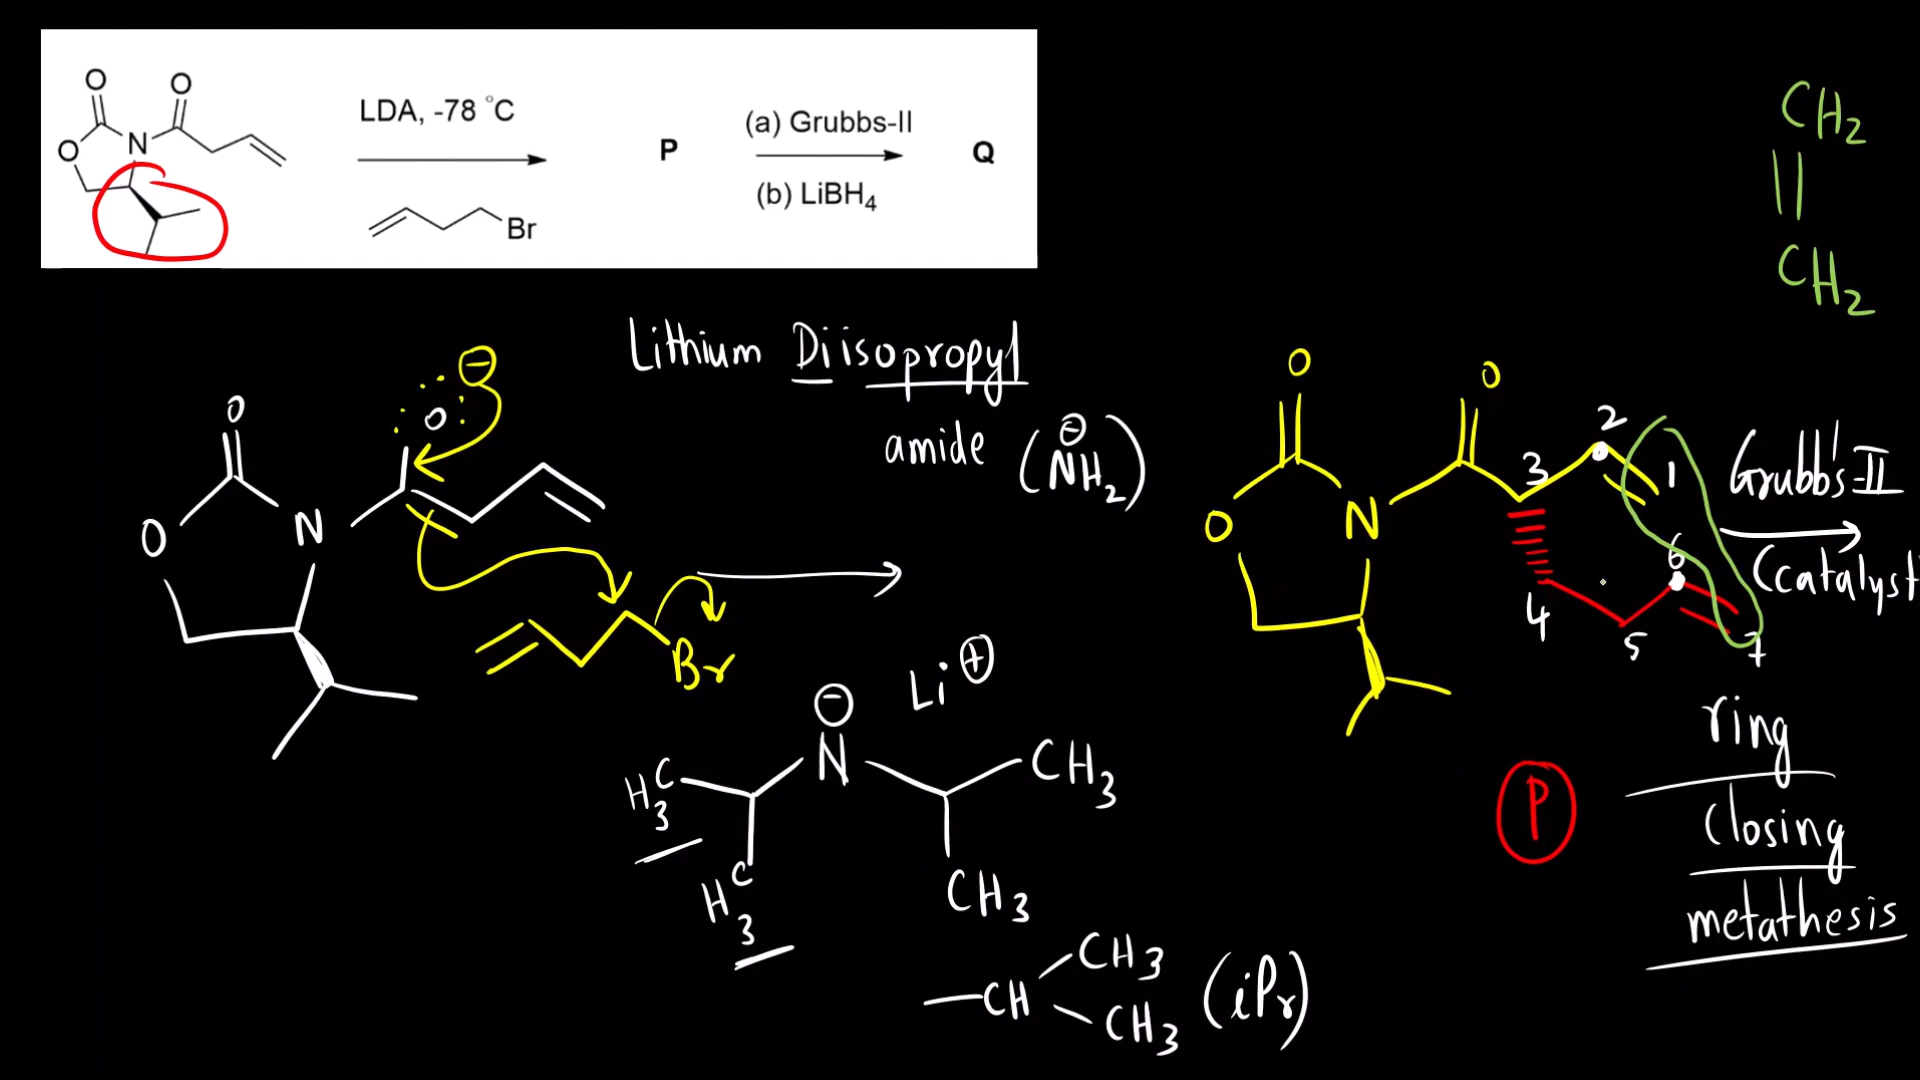 O O
LDA, -78 °C
(a) Grubbs-II
N
O
P
Q
(b) LiBH4
Br
CH2
CH2
Lithium Diisopropyl
amide (NH2)
⊖
⊖
O
O
N
O
Br
Li⊕
⊖
N
H3C
CH3
H3C
CH3
-CH
CH3
CH3
(iPr)
O
O
O
N
1
2
3
4
5
6
7
P
Grubb's-II
(catalyst
ring
closing
metathesis